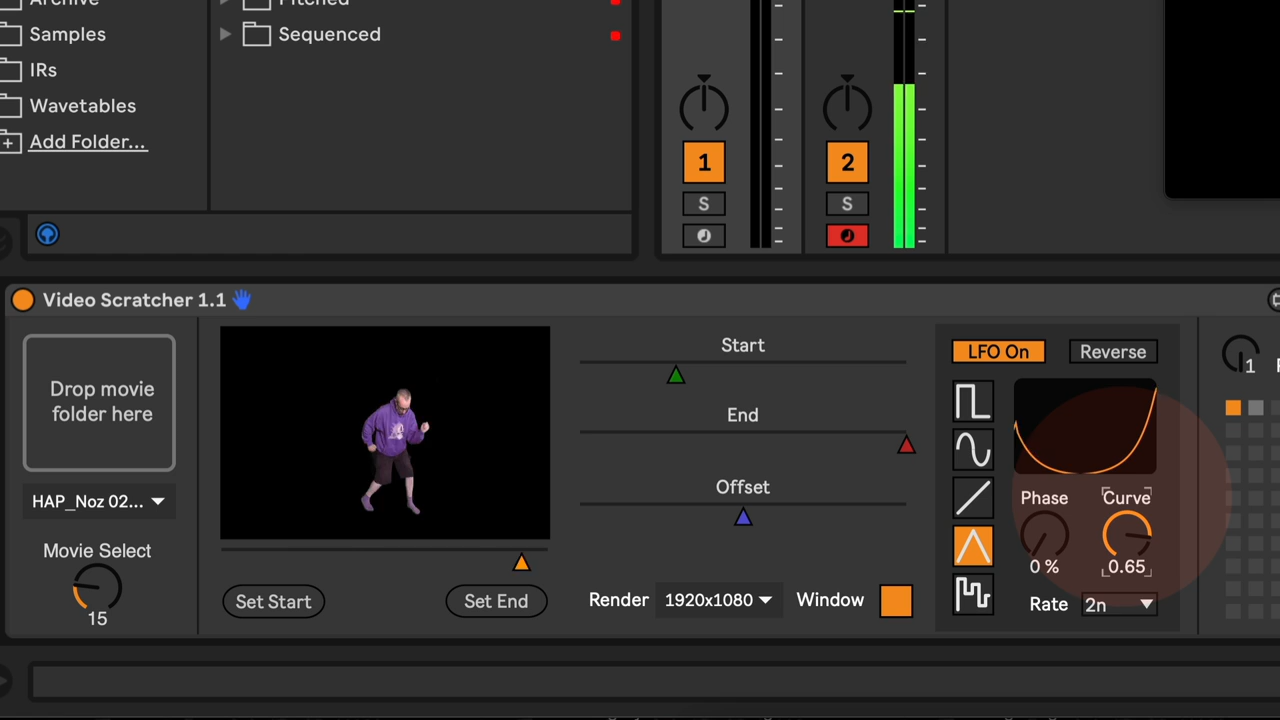 Archive
Pitched
Samples
Sequenced
IRs
Wavetables
Add Folder...
1
2
S
S
Video Scratcher 1.1
Drop movie
folder here
HAP_Noz 02...
Movie Select
15
Set Start
Set End
Start
End
Offset
Render
1920x1080
Window
LFO On
Reverse
Phase
Curve
0 %
0.65
Rate
2n
1